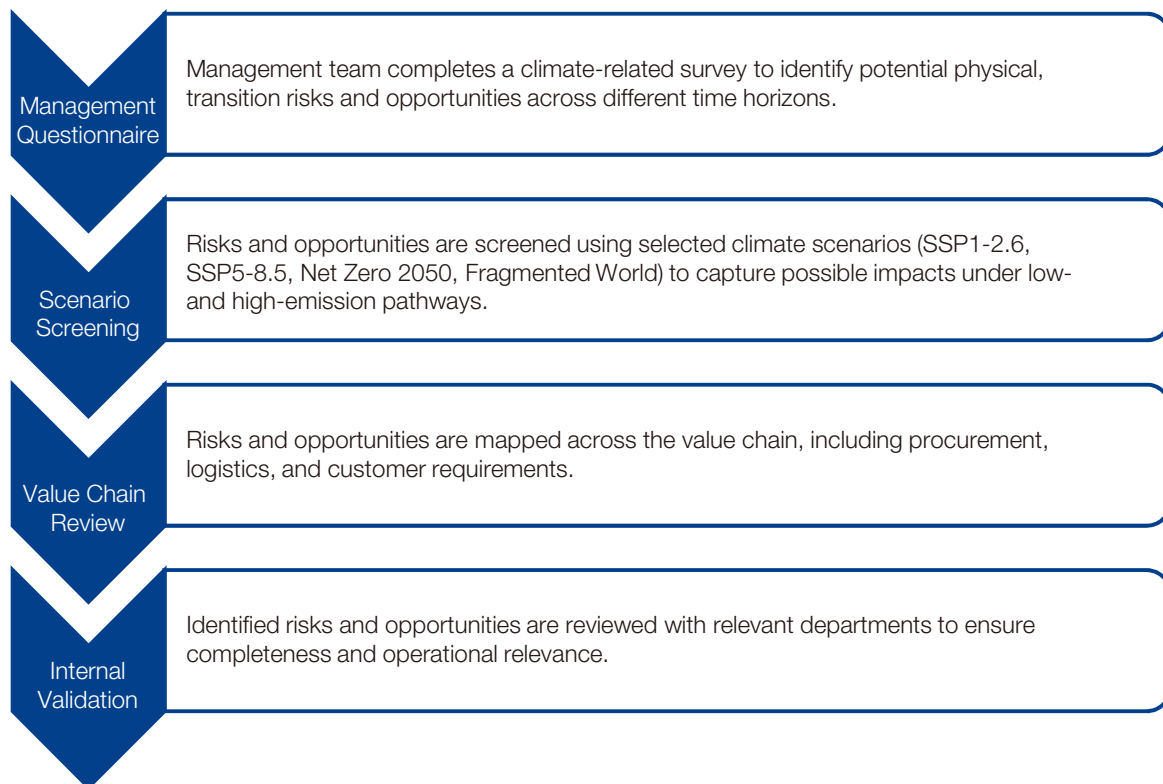 Management
Questionnaire
Management team completes a climate-related survey to identify potential physical,
transition risks and opportunities across different time horizons.
Scenario
Screening
Risks and opportunities are screened using selected climate scenarios (SSP1-2.6,
SSP5-8.5, Net Zero 2050, Fragmented World) to capture possible impacts under low-
and high-emission pathways.
Value Chain
Review
Risks and opportunities are mapped across the value chain, including procurement,
logistics, and customer requirements.
Internal
Validation
Identified risks and opportunities are reviewed with relevant departments to ensure
completeness and operational relevance.